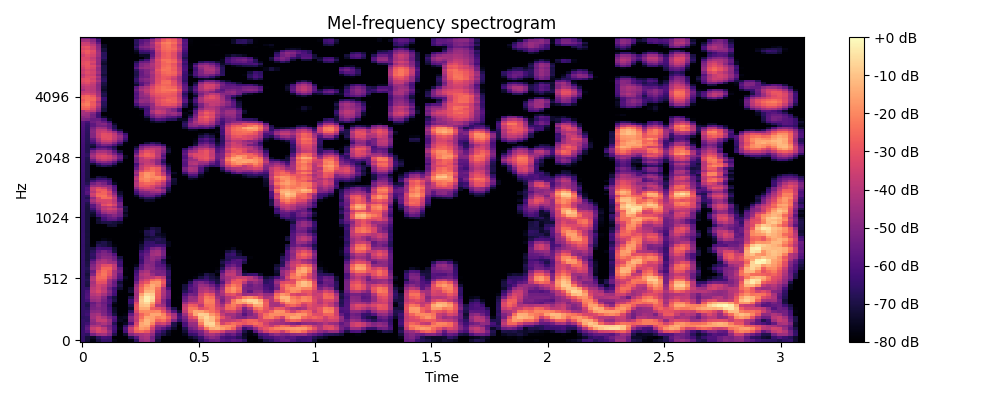 Mel-frequency spectrogram
+0 dB
-10 dB
-20 dB
-30 dB
-40 dB
-50 dB
-60 dB
-70 dB
-80 dB
4096
2048
1024
512
0
Hz
0
0.5
1
1.5
2
2.5
3
Time